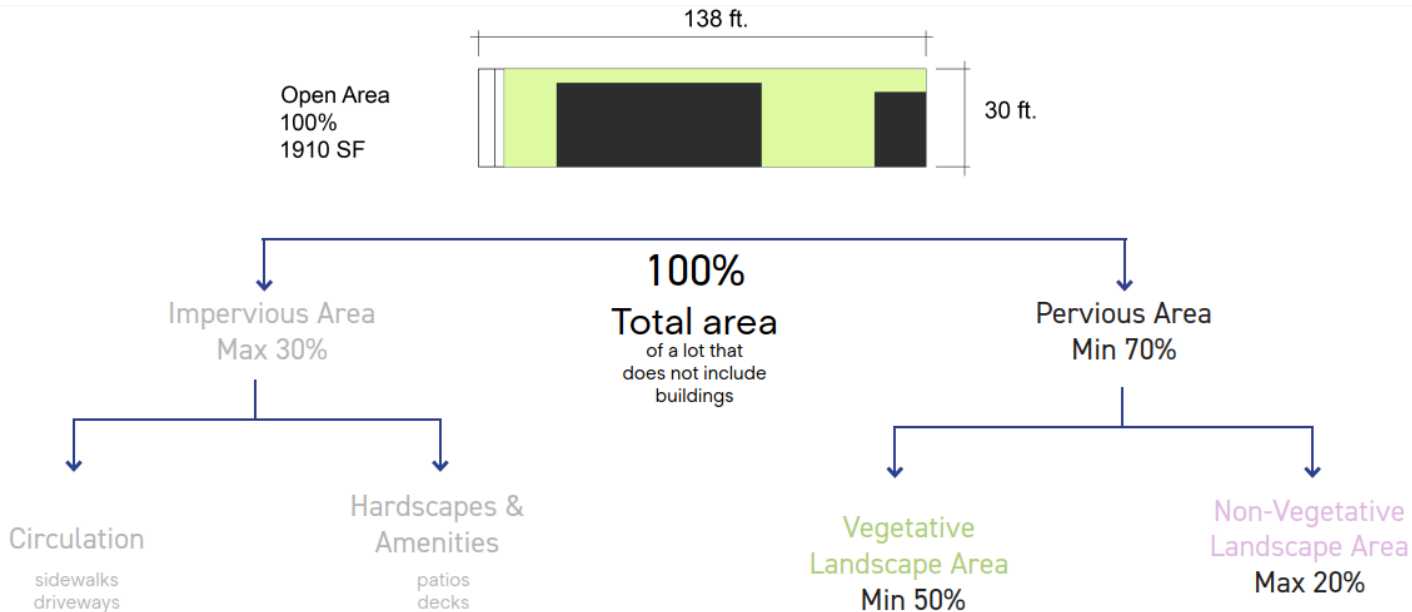 138 ft.
Open Area
100%
1910 SF
30 ft.
100%
Total area
of a lot that
does not include
buildings
Impervious Area
Max 30%
Pervious Area
Min 70%
Circulation
sidewalks
driveways
Hardscapes &
Amenities
patios
decks
Vegetative
Landscape Area
Min 50%
Non-Vegetative
Landscape Area
Max 20%